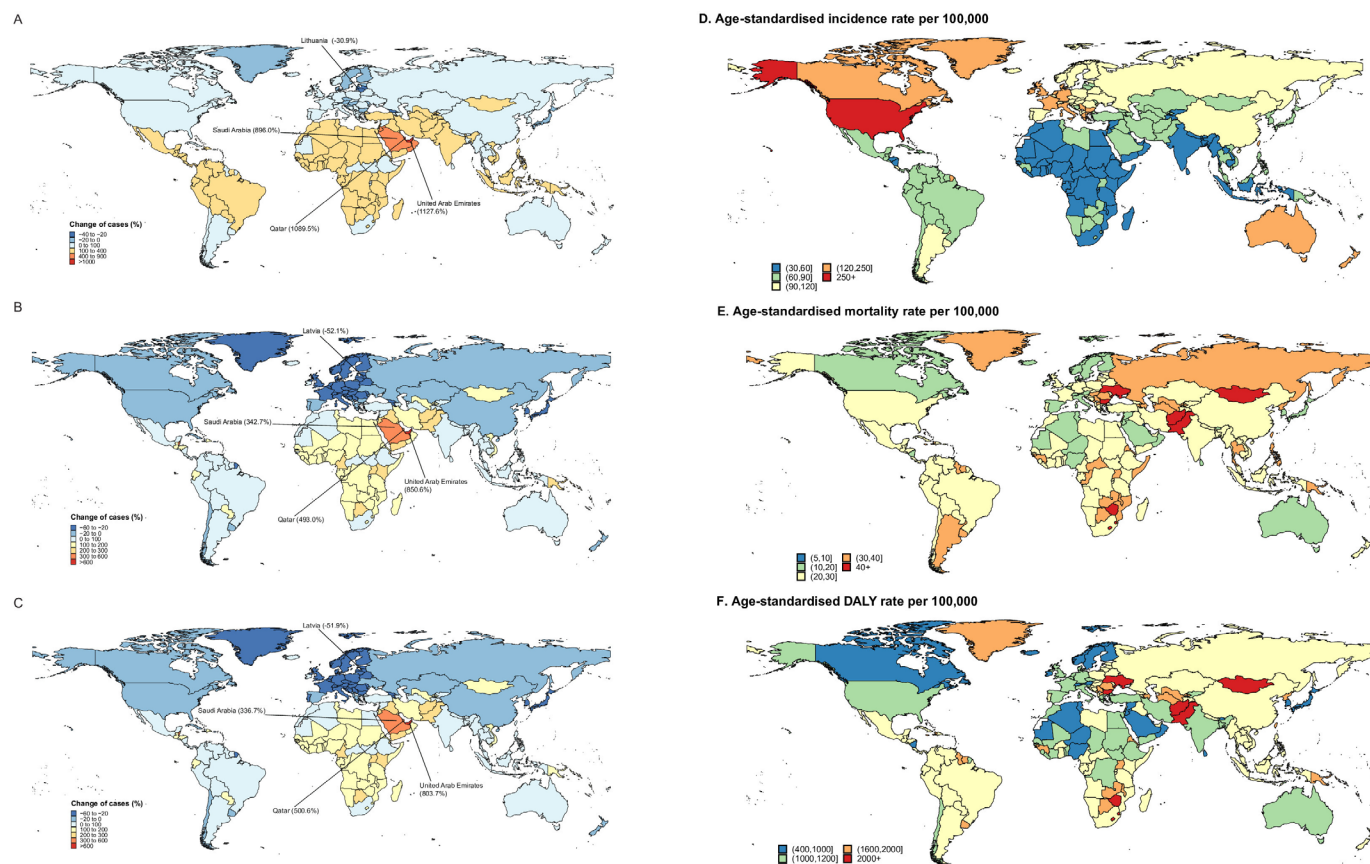 A
Lithuania (-30.9%)
Saudi Arabia (896.0%)
United Arab Emirates
(1127.6%)
Qatar (1089.5%)
Change of cases (%)
−40 to −20
−20 to 0
0 to 100
100 to 400
400 to 900
>1000
B
Latvia (-52.1%)
Saudi Arabia (342.7%)
United Arab Emirates
(850.6%)
Qatar (493.0%)
Change of cases (%)
−60 to −20
−20 to 0
0 to 100
100 to 200
200 to 300
300 to 600
>600
C
Latvia (-51.9%)
Saudi Arabia (336.7%)
United Arab Emirates
(803.7%)
Qatar (500.6%)
Change of cases (%)
−60 to −20
−20 to 0
0 to 100
100 to 200
200 to 300
300 to 600
>600
D. Age-standardised incidence rate per 100,000
(30,60]
(60,90]
(90,120]
(120,250]
250+
E. Age-standardised mortality rate per 100,000
(5,10]
(10,20]
(20,30]
(30,40]
40+
F. Age-standardised DALY rate per 100,000
(400,1000]
(1000,1200]
(1600,2000]
2000+